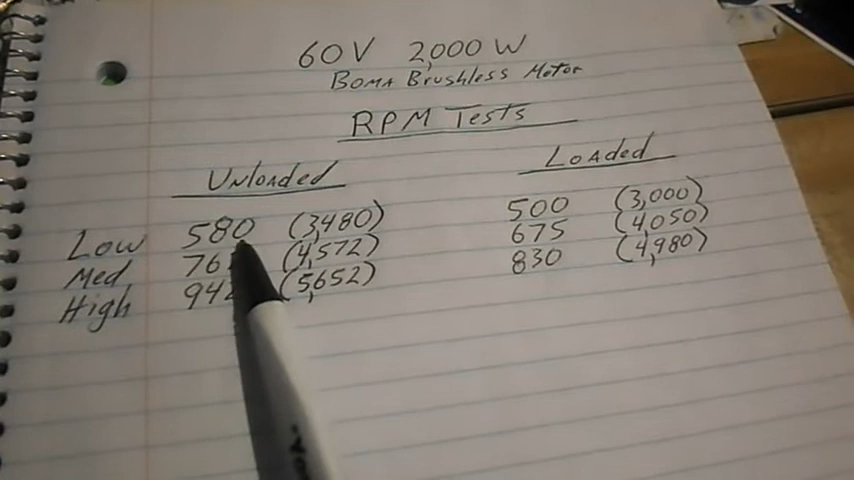 60V 2,000 W
Boma Brushless Motor
RPM Tests
Unloaded Loaded
Low 580 (3,480) 500 (3,000)
Med (4,572) 675 (4,050)
High (5,652) 830 (4,980)